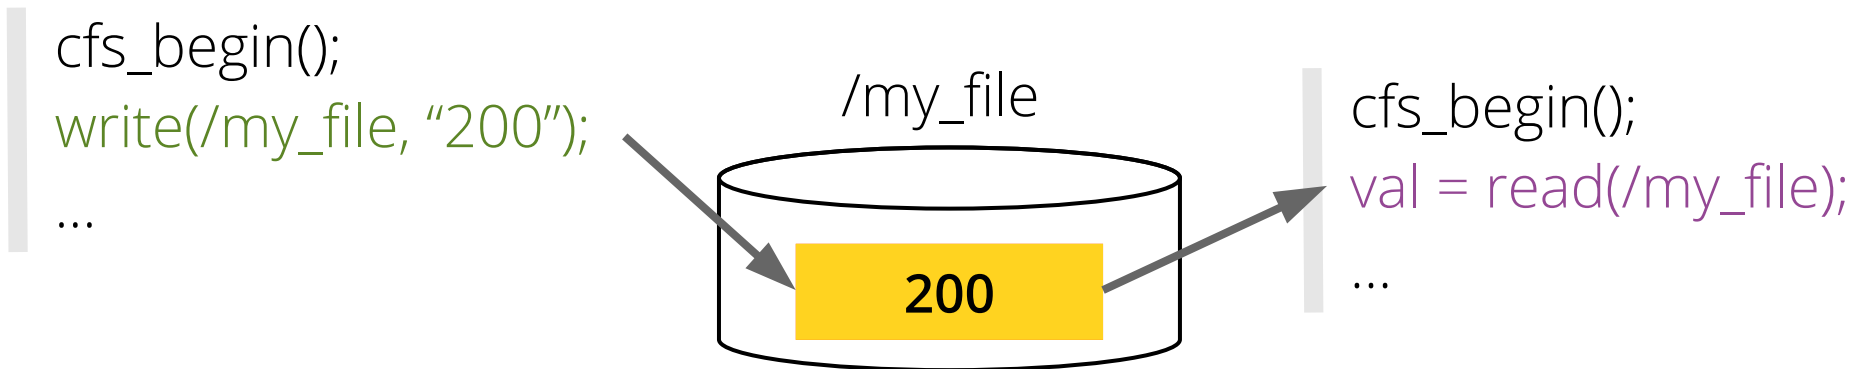 cfs_begin();
write(/my_file, “200”);
...
/my_file
200
cfs_begin();
val = read(/my_file);
...